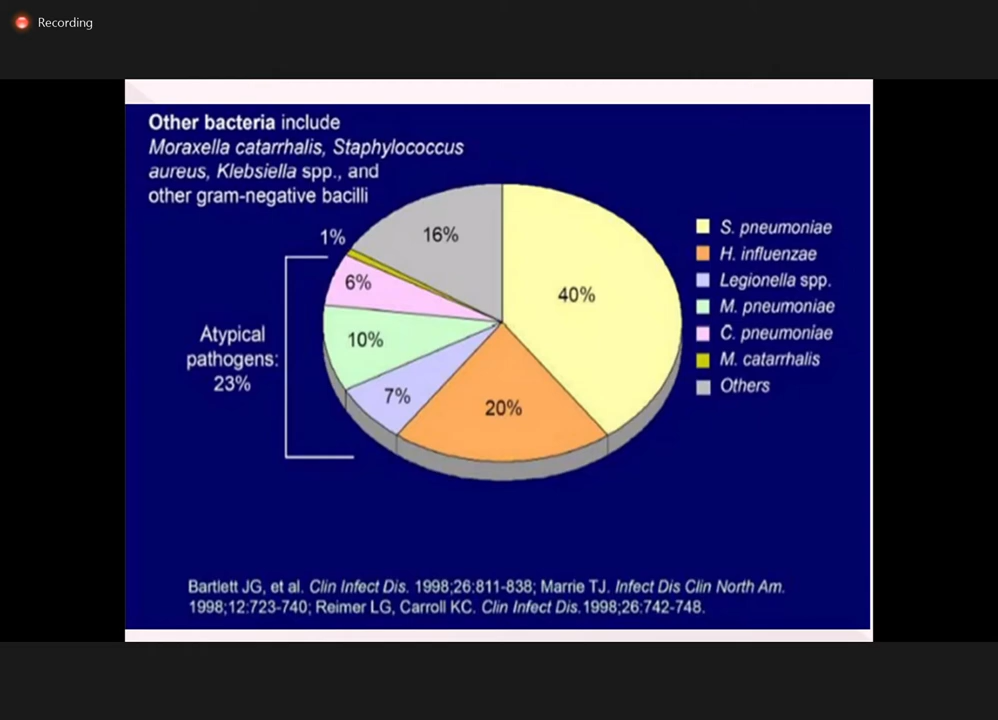 Recording
Other bacteria include
Moraxella catarrhalis, Staphylococcus
aureus, Klebsiella spp., and
other gram-negative bacilli
1%
16%
6%
40%
10%
7%
20%
Atypical
pathogens:
23%
S. pneumoniae
H. influenzae
Legionella spp.
M. pneumoniae
C. pneumoniae
M. catarrhalis
Others
Bartlett JG, et al. Clin Infect Dis. 1998;26:811-838; Marrie TJ. Infect Dis Clin North Am.
1998;12:723-740; Reimer LG, Carroll KC. Clin Infect Dis.1998;26:742-748.